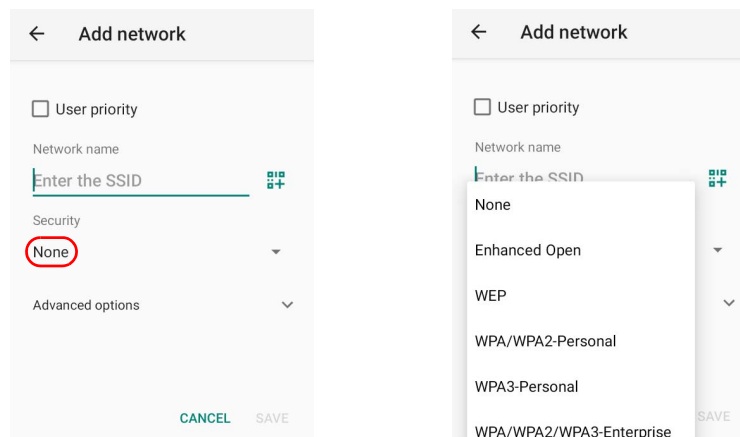 Add network
User priority
Network name
Enter the SSID
Security
None
Advanced options
CANCEL SAVE
Add network
User priority
Network name
Enter the SSID
None
Enhanced Open
WEP
WPA/WPA2-Personal
WPA3-Personal
SAVE
WPA/WPA2/WPA3-Enterprise